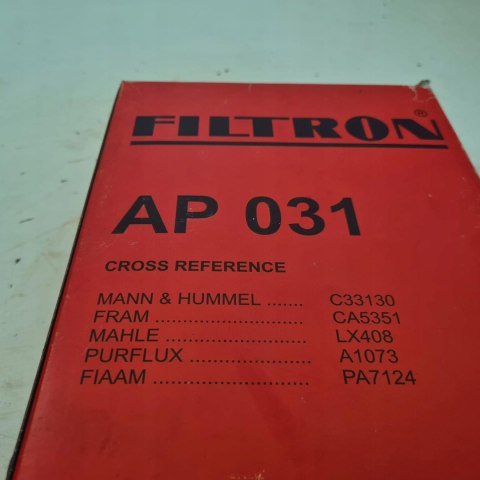 FILTRON®
AP 031
CROSS REFERENCE
MANN & HUMMEL ....... C33130
FRAM ......................... CA5351
MAHLE ........................ LX408
PURFLUX .................... A1073
FIAAM .......................... PA7124